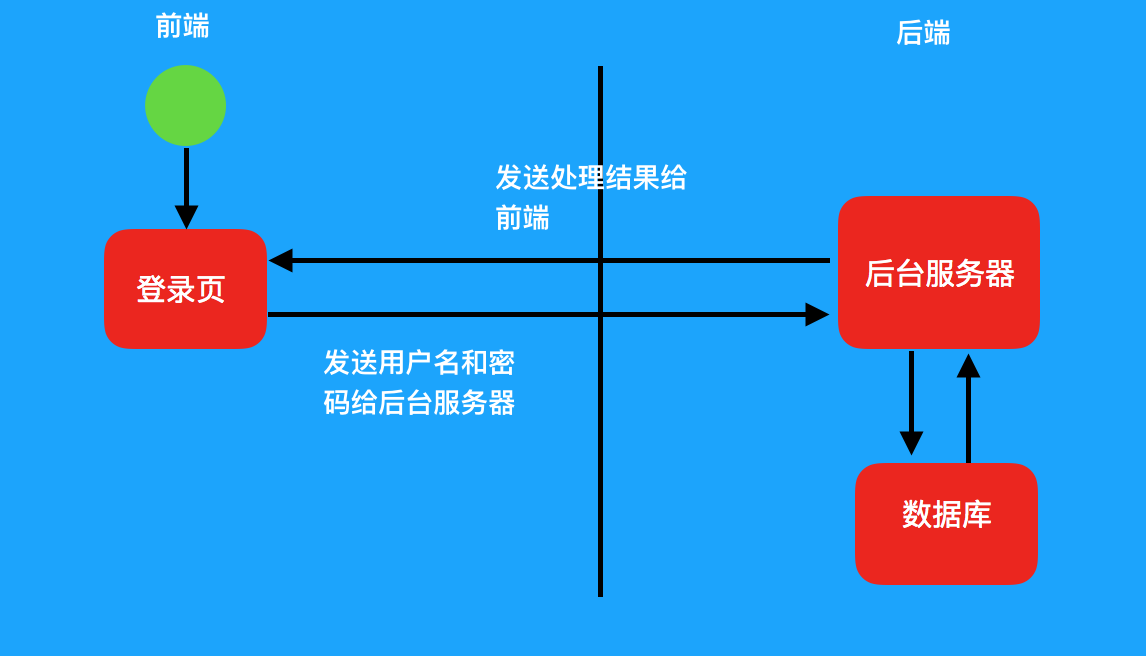 前端
后端
发送处理结果给
前端
登录页
后台服务器
发送用户名和密
码给后台服务器
数据库